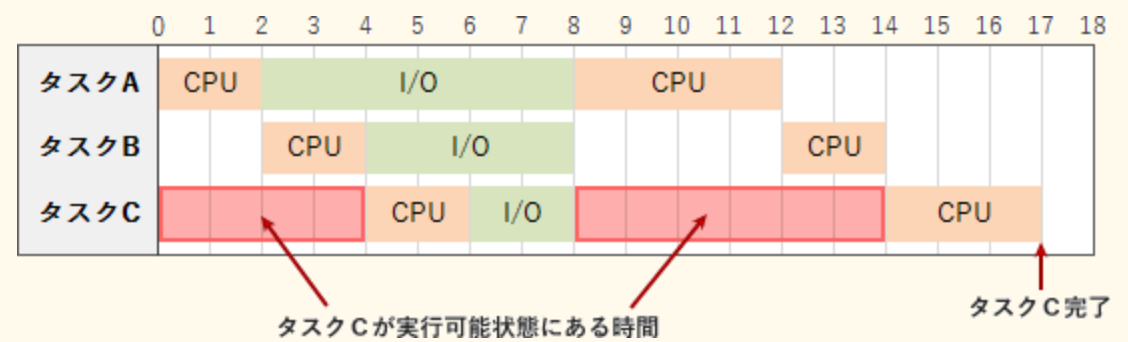 0 1 2 3 4 5 6 7 8 9 10 11 12 13 14 15 16 17 18
タスクA CPU I/O CPU
タスクB CPU I/O CPU
タスクC CPU I/O CPU
タスクC完了
タスクCが実行可能状態にある時間